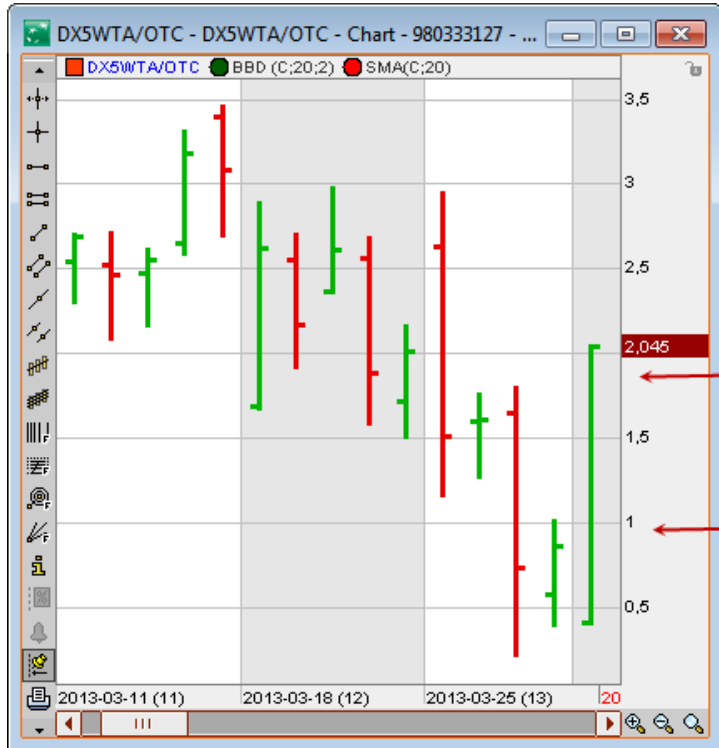 DX5WTA/OTC - DX5WTA/OTC - Chart - 980333127 - ...
DX5WTA/OTC BBD (C;20;2) SMA(C;20)
3,5
3
2,5
2,045
1,5
1
0,5
2013-03-11 (11) 2013-03-18 (12) 2013-03-25 (13) 20